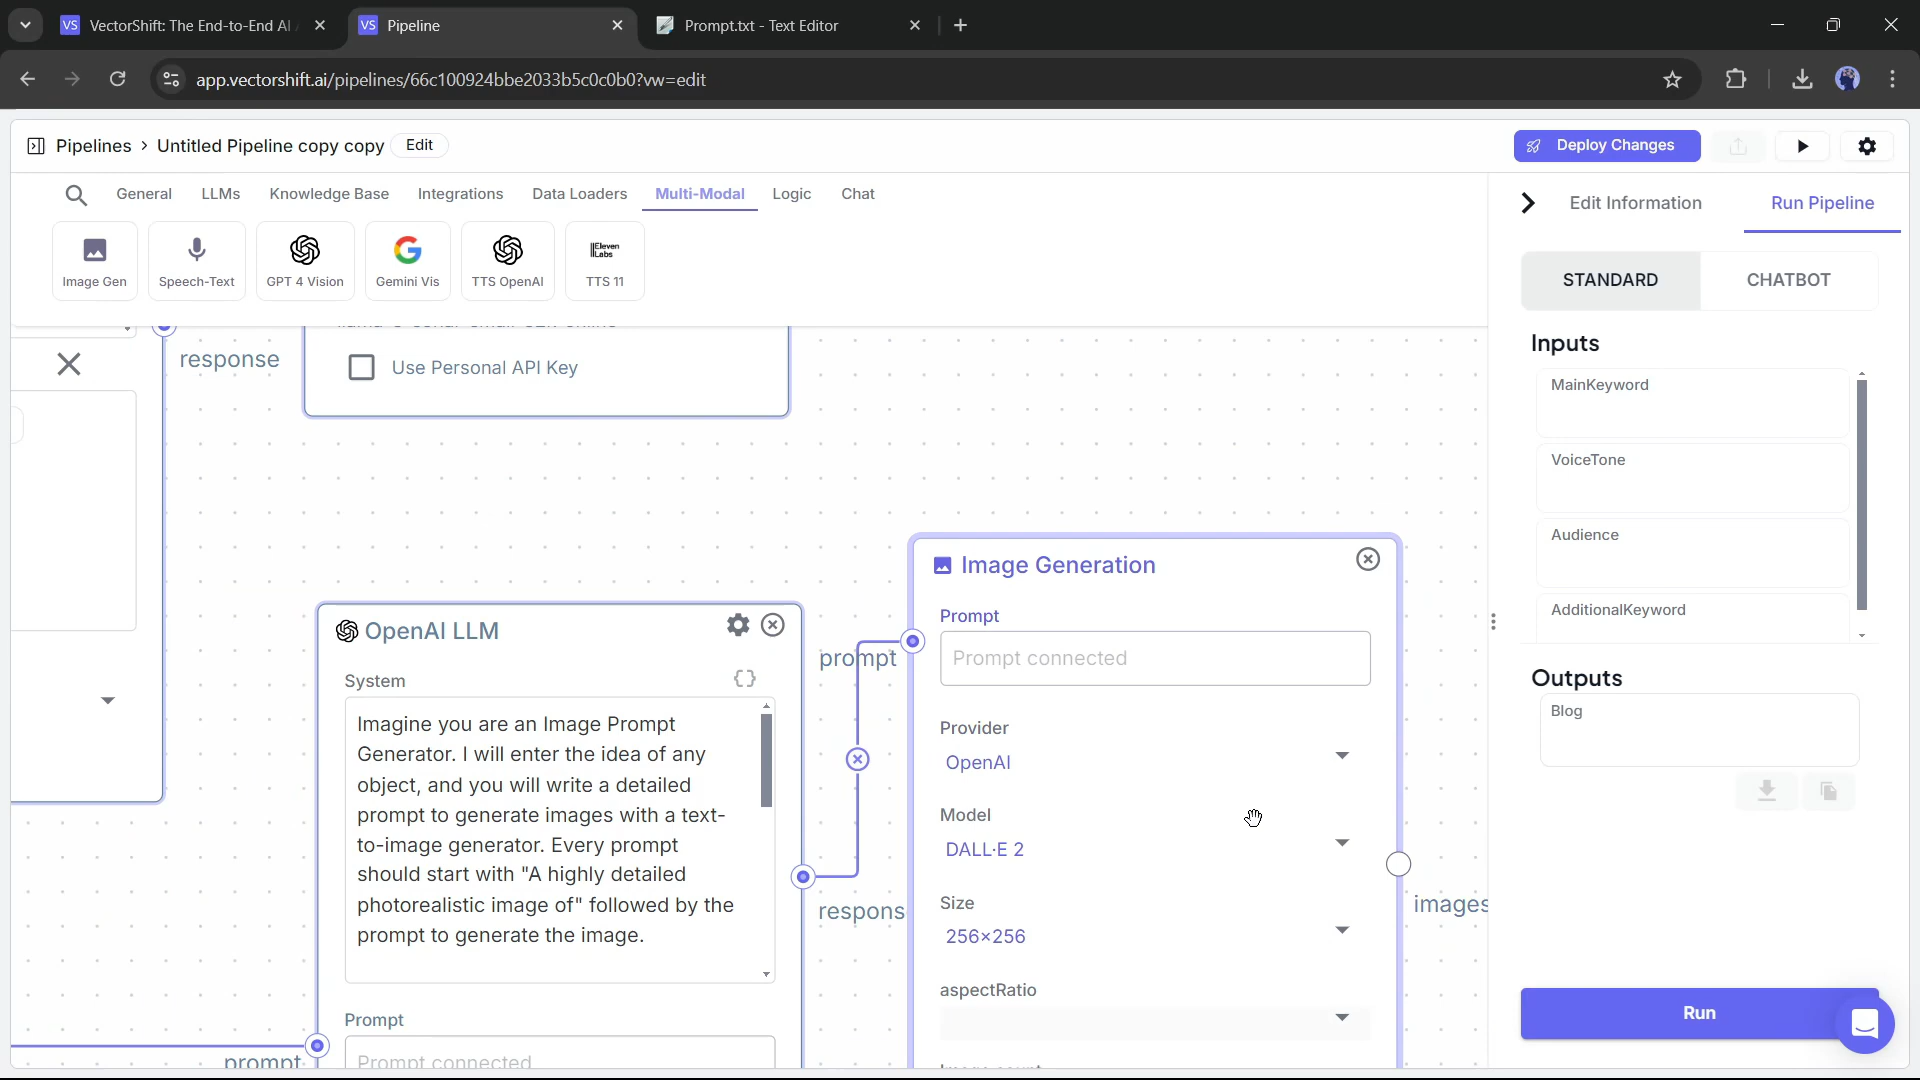 VectorShift: The End-to-End AI
Pipeline
Prompt.txt - Text Editor
app.vectorshift.ai/pipelines/66c100924bbe2033b5c0c0b0?vw=edit
Pipelines > Untitled Pipeline copy copy
Edit
Deploy Changes
General
LLMs
Knowledge Base
Integrations
Data Loaders
Multi-Modal
Logic
Chat
Image Gen
Speech-Text
GPT 4 Vision
Gemini Vis
TTS OpenAI
IIEleven
Labs
TTS 11
response
Use Personal API Key
OpenAI LLM
System
{}
Imagine you are an Image Prompt
Generator. I will enter the idea of any
object, and you will write a detailed
prompt to generate images with a text-
to-image generator. Every prompt
should start with "A highly detailed
photorealistic image of" followed by the
prompt to generate the image.
Prompt
Prompt connected
prompt
prompt
respons
Image Generation
Prompt
Prompt connected
Provider
OpenAI
Model
DALL·E 2
Size
256×256
aspectRatio
images
Edit Information
Run Pipeline
STANDARD
CHATBOT
Inputs
MainKeyword
VoiceTone
Audience
AdditionalKeyword
Outputs
Blog
Run